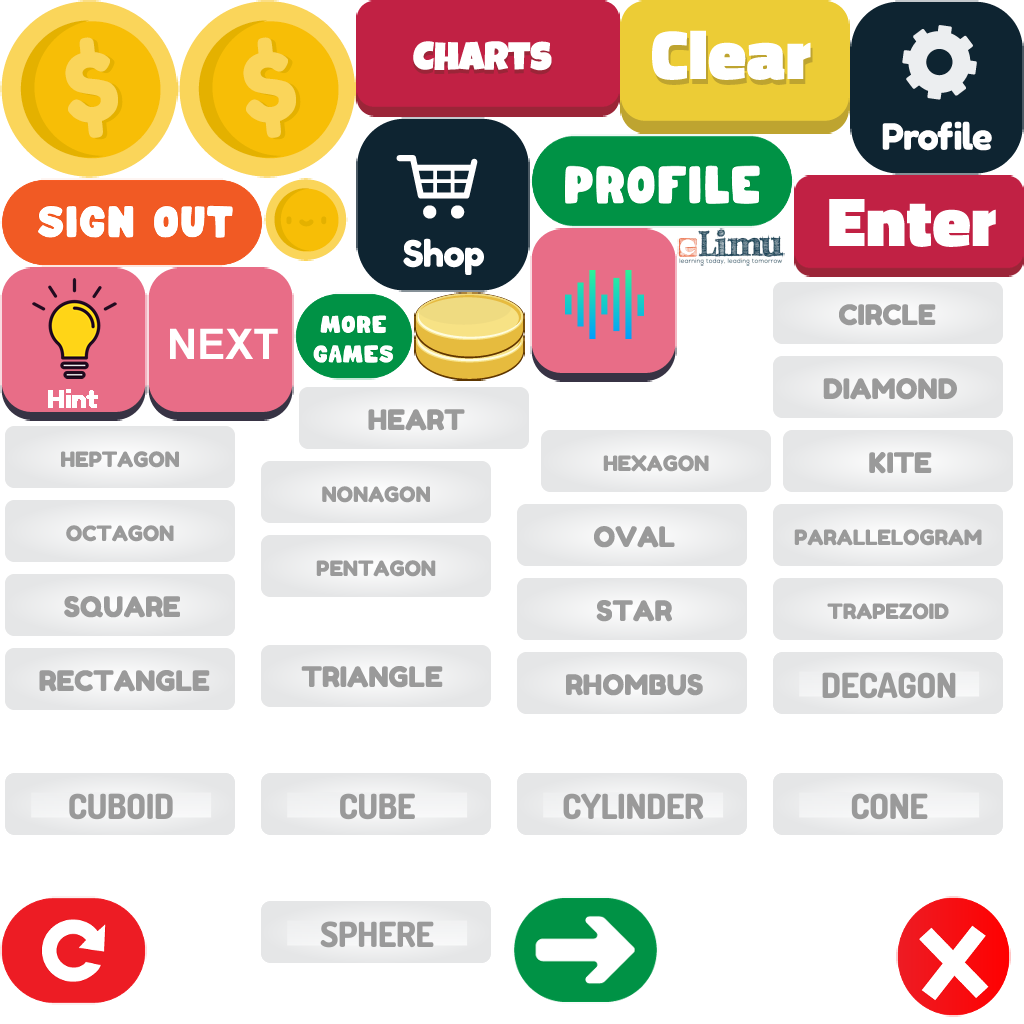 $
$
CHARTS
Clear
Profile
SIGN OUT
Shop
PROFILE
Enter
eLimu
learning today, leading tomorrow
Hint
NEXT
MORE
GAMES
CIRCLE
DIAMOND
HEART
HEPTAGON
NONAGON
HEXAGON
KITE
OCTAGON
PENTAGON
OVAL
PARALLELOGRAM
SQUARE
STAR
TRAPEZOID
RECTANGLE
TRIANGLE
RHOMBUS
DECAGON
CUBOID
CUBE
CYLINDER
CONE
SPHERE